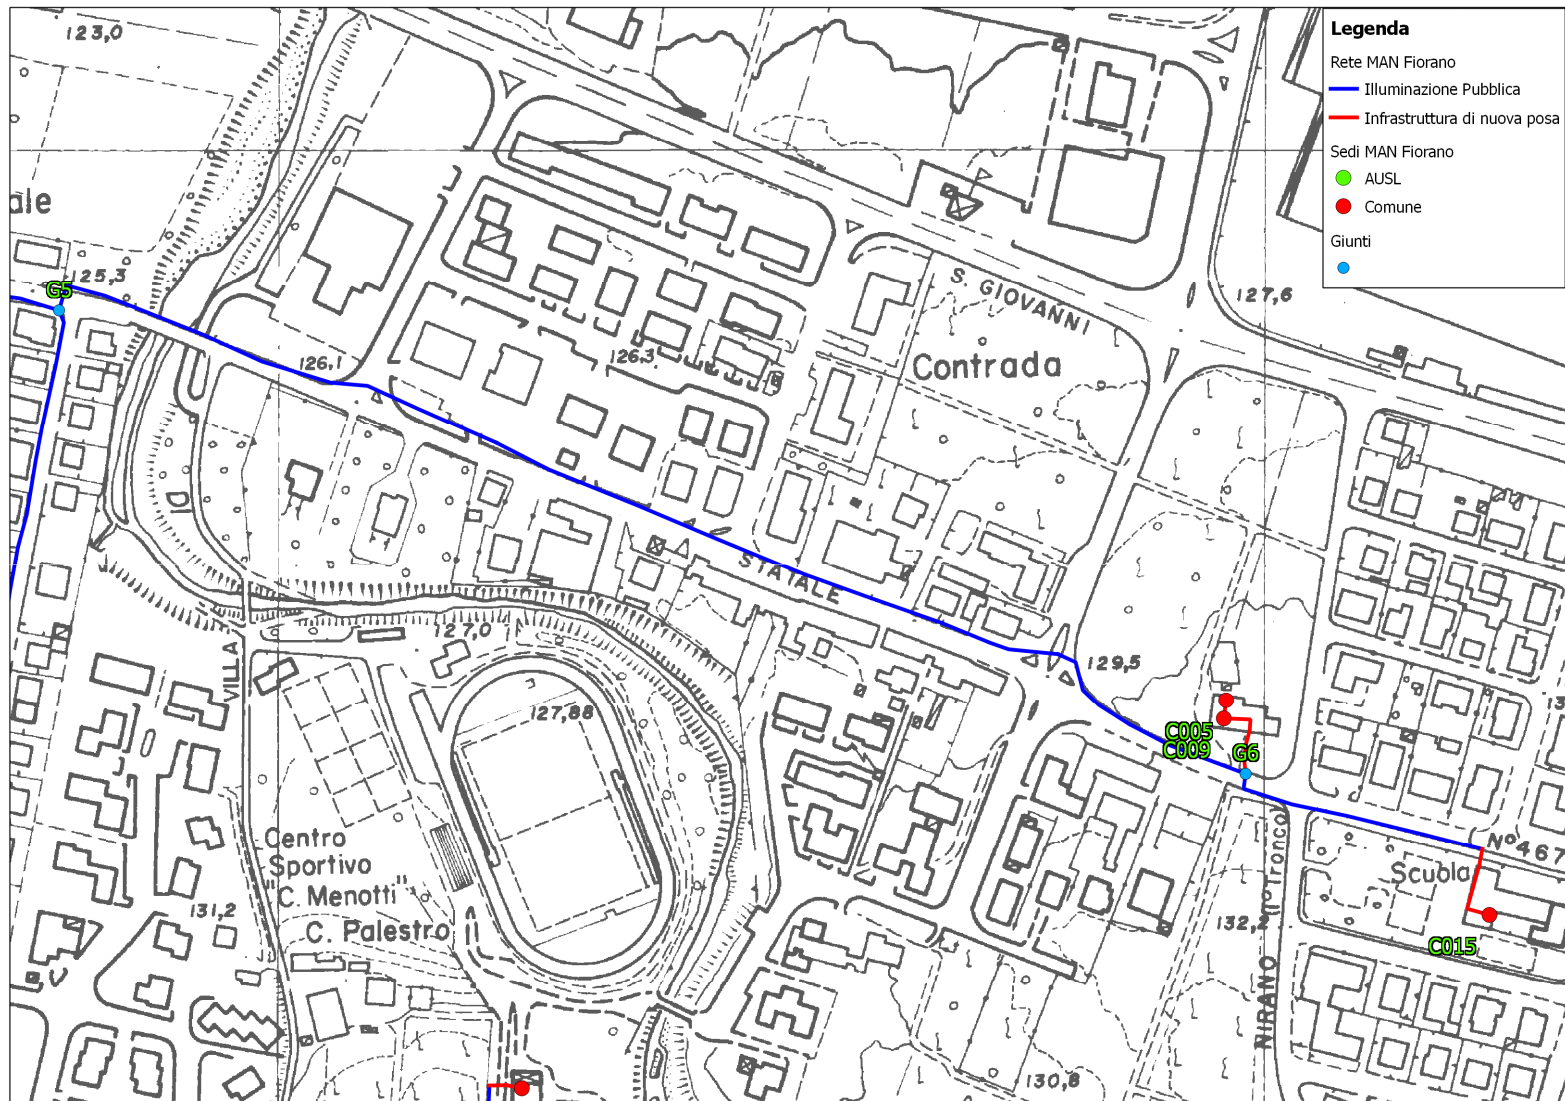 123,0
Legenda
Rete MAN Fiorano
Illuminazione Pubblica
Infrastruttura di nuova posa
Sedi MAN Fiorano
AUSL
Comune
Giunti
ale
125,3
G5
S. GIOVANNI
127,6
126,1
126,3
Contrada
STATALE
127,0
129,5
VILLA
127,88
C005
C009
G6
Centro
Sportivo
"C. Menotti"
C. Palestro
131,2
N° 467
Scuola
132,2
II° Tronco
C015
NIRANO
130,8